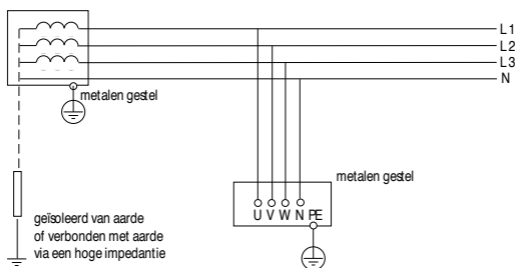 L1
L2
L3
N
metalen gestel
metalen gestel
U V W N PE
geïsoleerd van aarde
of verbonden met aarde
via een hoge impedantie